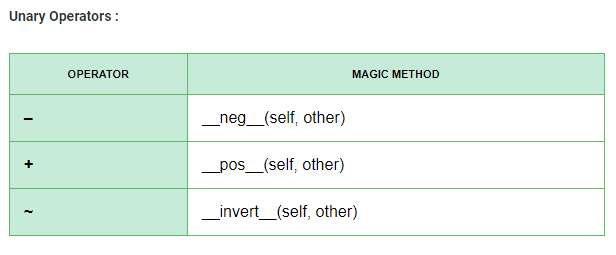 Unary Operators :
OPERATOR MAGIC METHOD
– __neg__(self, other)
+ __pos__(self, other)
~ __invert__(self, other)